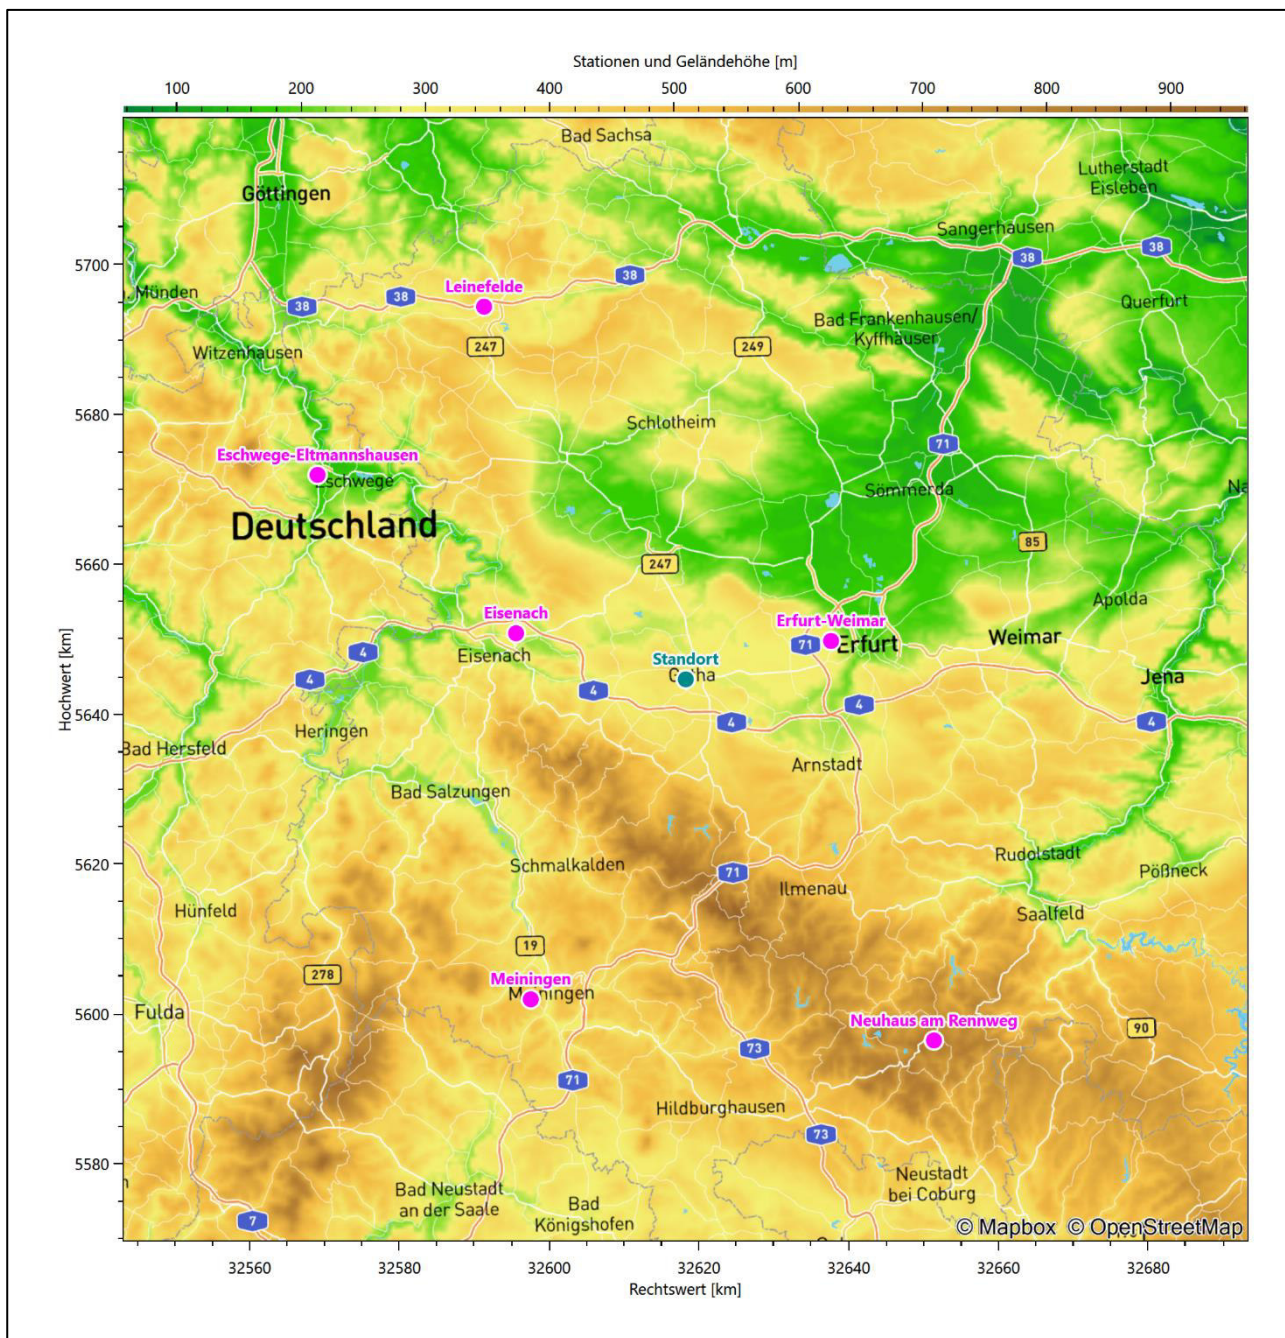 Stationen und Geländehöhe [m]
100 200 300 400 500 600 700 800 900
Bad Sachsa
Lutherstadt
Eisleben
Göttingen
Sangerhausen
38
38
5700
38
Leinefelde
Münden
38
38
Querfurt
Bad Frankenhausen/
Kyffhäuser
247
249
Witzenhausen
5680
Schlotheim
71
Eschwege-Eltmannshausen
Eschwege
Sömmerda
Na
Deutschland
85
5660
247
Apolda
Eisenach
Erfurt-Weimar
Weimar
4
71
Erfurt
Eisenach
Standort
Gotha
4
4
Jena
Hochwert [km]
5640
4
4
4
Heringen
Bad Hersfeld
Arnstadt
Bad Salzungen
5620
Schmalkalden
71
Rudolstadt
Pößneck
Ilmenau
Hünfeld
Saalfeld
19
278
Meiningen
Meiningen
5600
Fulda
Neuhaus am Rennweg
90
73
71
Hildburghausen
73
5580
Neustadt
bei Coburg
Bad Neustadt
an der Saale
Bad
Königshofen
7
© Mapbox © OpenStreetMap
32560 32580 32600 32620 32640 32660 32680
Rechtswert [km]